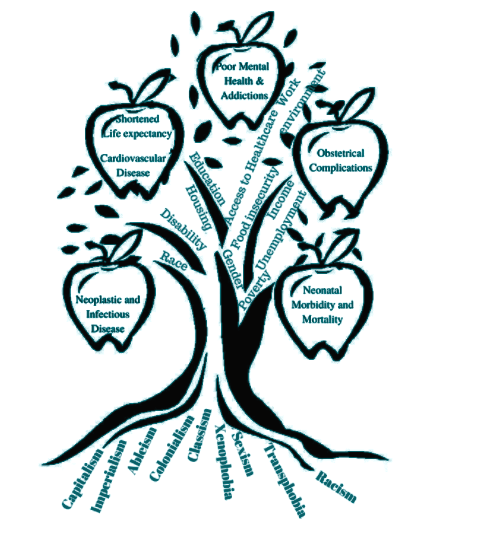 Poor Mental
Health &
Addictions
Shortened
Life expectancy
Cardiovascular
Disease
Obstetrical
Complications
Neoplastic and
Infectious
Disease
Neonatal
Morbidity and
Mortality
Education
Housing
Disability
Race
Access to Healthcare
Work
environment
Food insecurity
Income
Gender
Unemployment
Poverty
Capitalism
Imperialism
Ableism
Colonialism
Classism
Xenophobia
Sexism
Transphobia
Racism